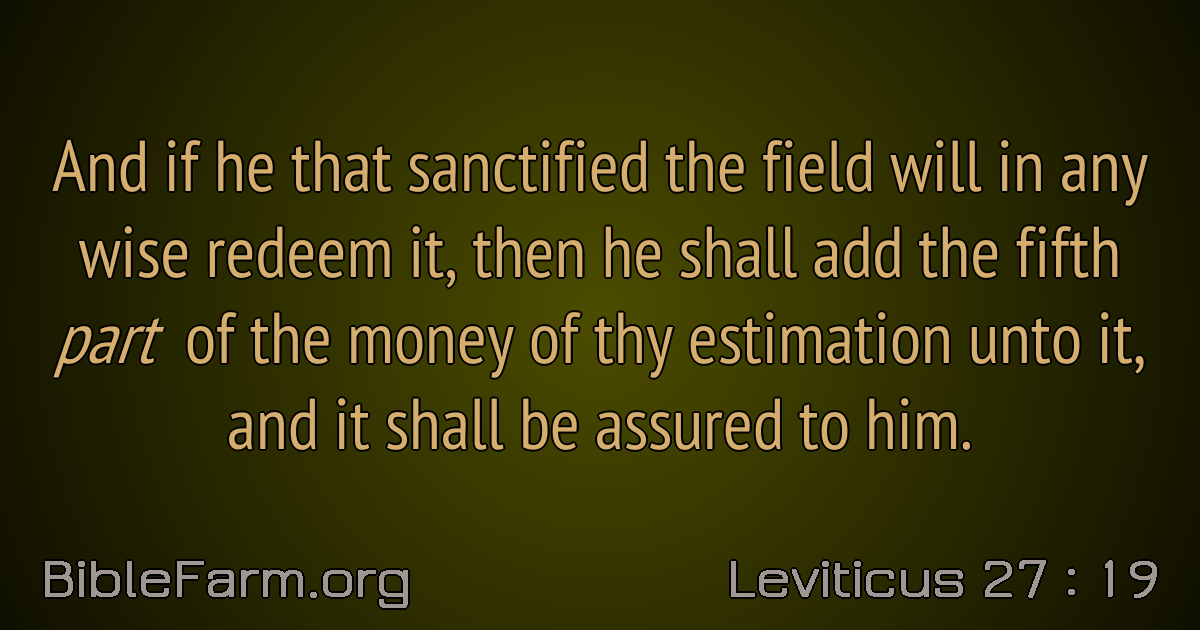 And if he that sanctified the field will in any
wise redeem it, then he shall add the fifth
part of the money of thy estimation unto it,
and it shall be assured to him.
BibleFarm.org
Leviticus 27 : 19